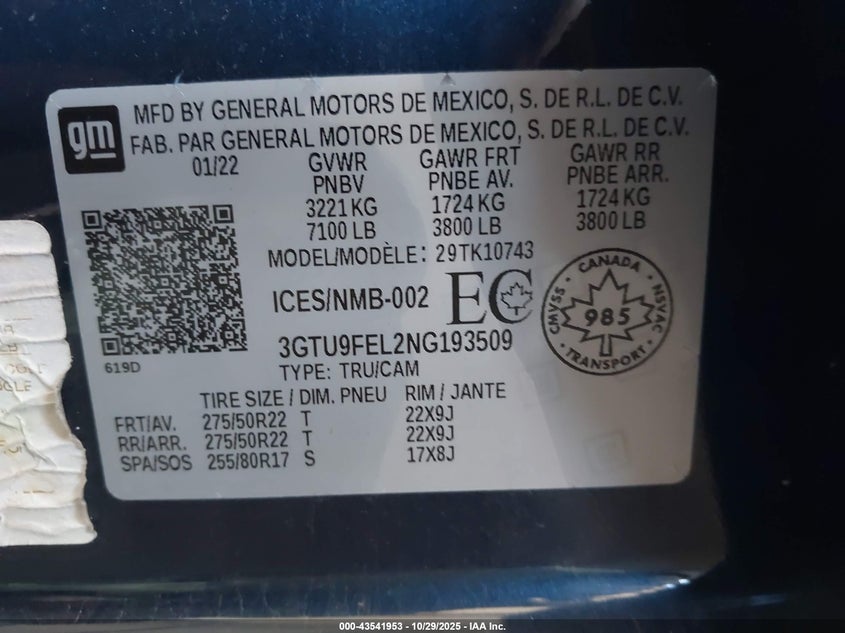 gm
MFD BY GENERAL MOTORS DE MEXICO, S. DE R.L. DE C.V.
FAB. PAR GENERAL MOTORS DE MEXICO, S. DE R.L. DE C.V.
01/22 GVWR GAWR FRT GAWR RR
PNBV PNBE AV. PNBE ARR.
3221 KG 1724 KG 1724 KG
7100 LB 3800 LB 3800 LB
MODEL/MODÈLE: 29TK10743
ICES/NMB-002 EC
CANADA
CMVSS 985 NSVAC
TRANSPORT
3GTU9FEL2NG193509
619D
TYPE: TRU/CAM
TIRE SIZE / DIM. PNEU RIM / JANTE
FRT/AV. 275/50R22 T 22X9J
RR/ARR. 275/50R22 T 22X9J
SPA/SOS 255/80R17 S 17X8J
000-43541953 - 10/29/2025 - IAA Inc.